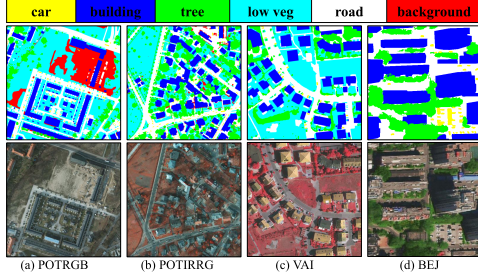 car building tree low veg road background
(a) POTRGB (b) POTIRRG (c) VAI (d) BEJ